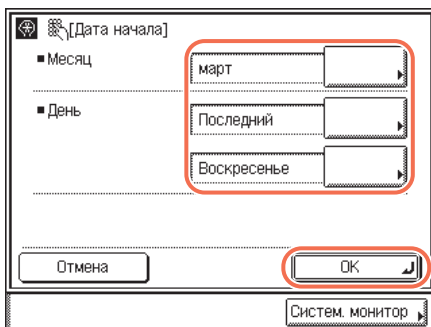 [Дата начала]
■ Месяц
март
■ День
Последний
Воскресенье
Отмена
OK
Систем. монитор